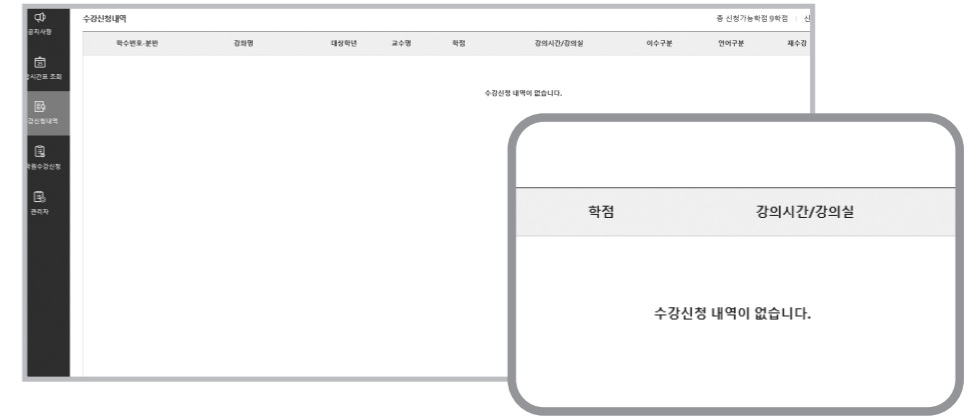 공지사항
수강신청내역
총 신청가능학점 9학점
학수번호-분반 강좌명 대상학년 교수명 학점 강의시간/강의실 이수구분 언어구분 재수강
시간표 조회
수강신청 내역이 없습니다.
강신청내역
학원수강신청
관리자
학점 강의시간/강의실
수강신청 내역이 없습니다.